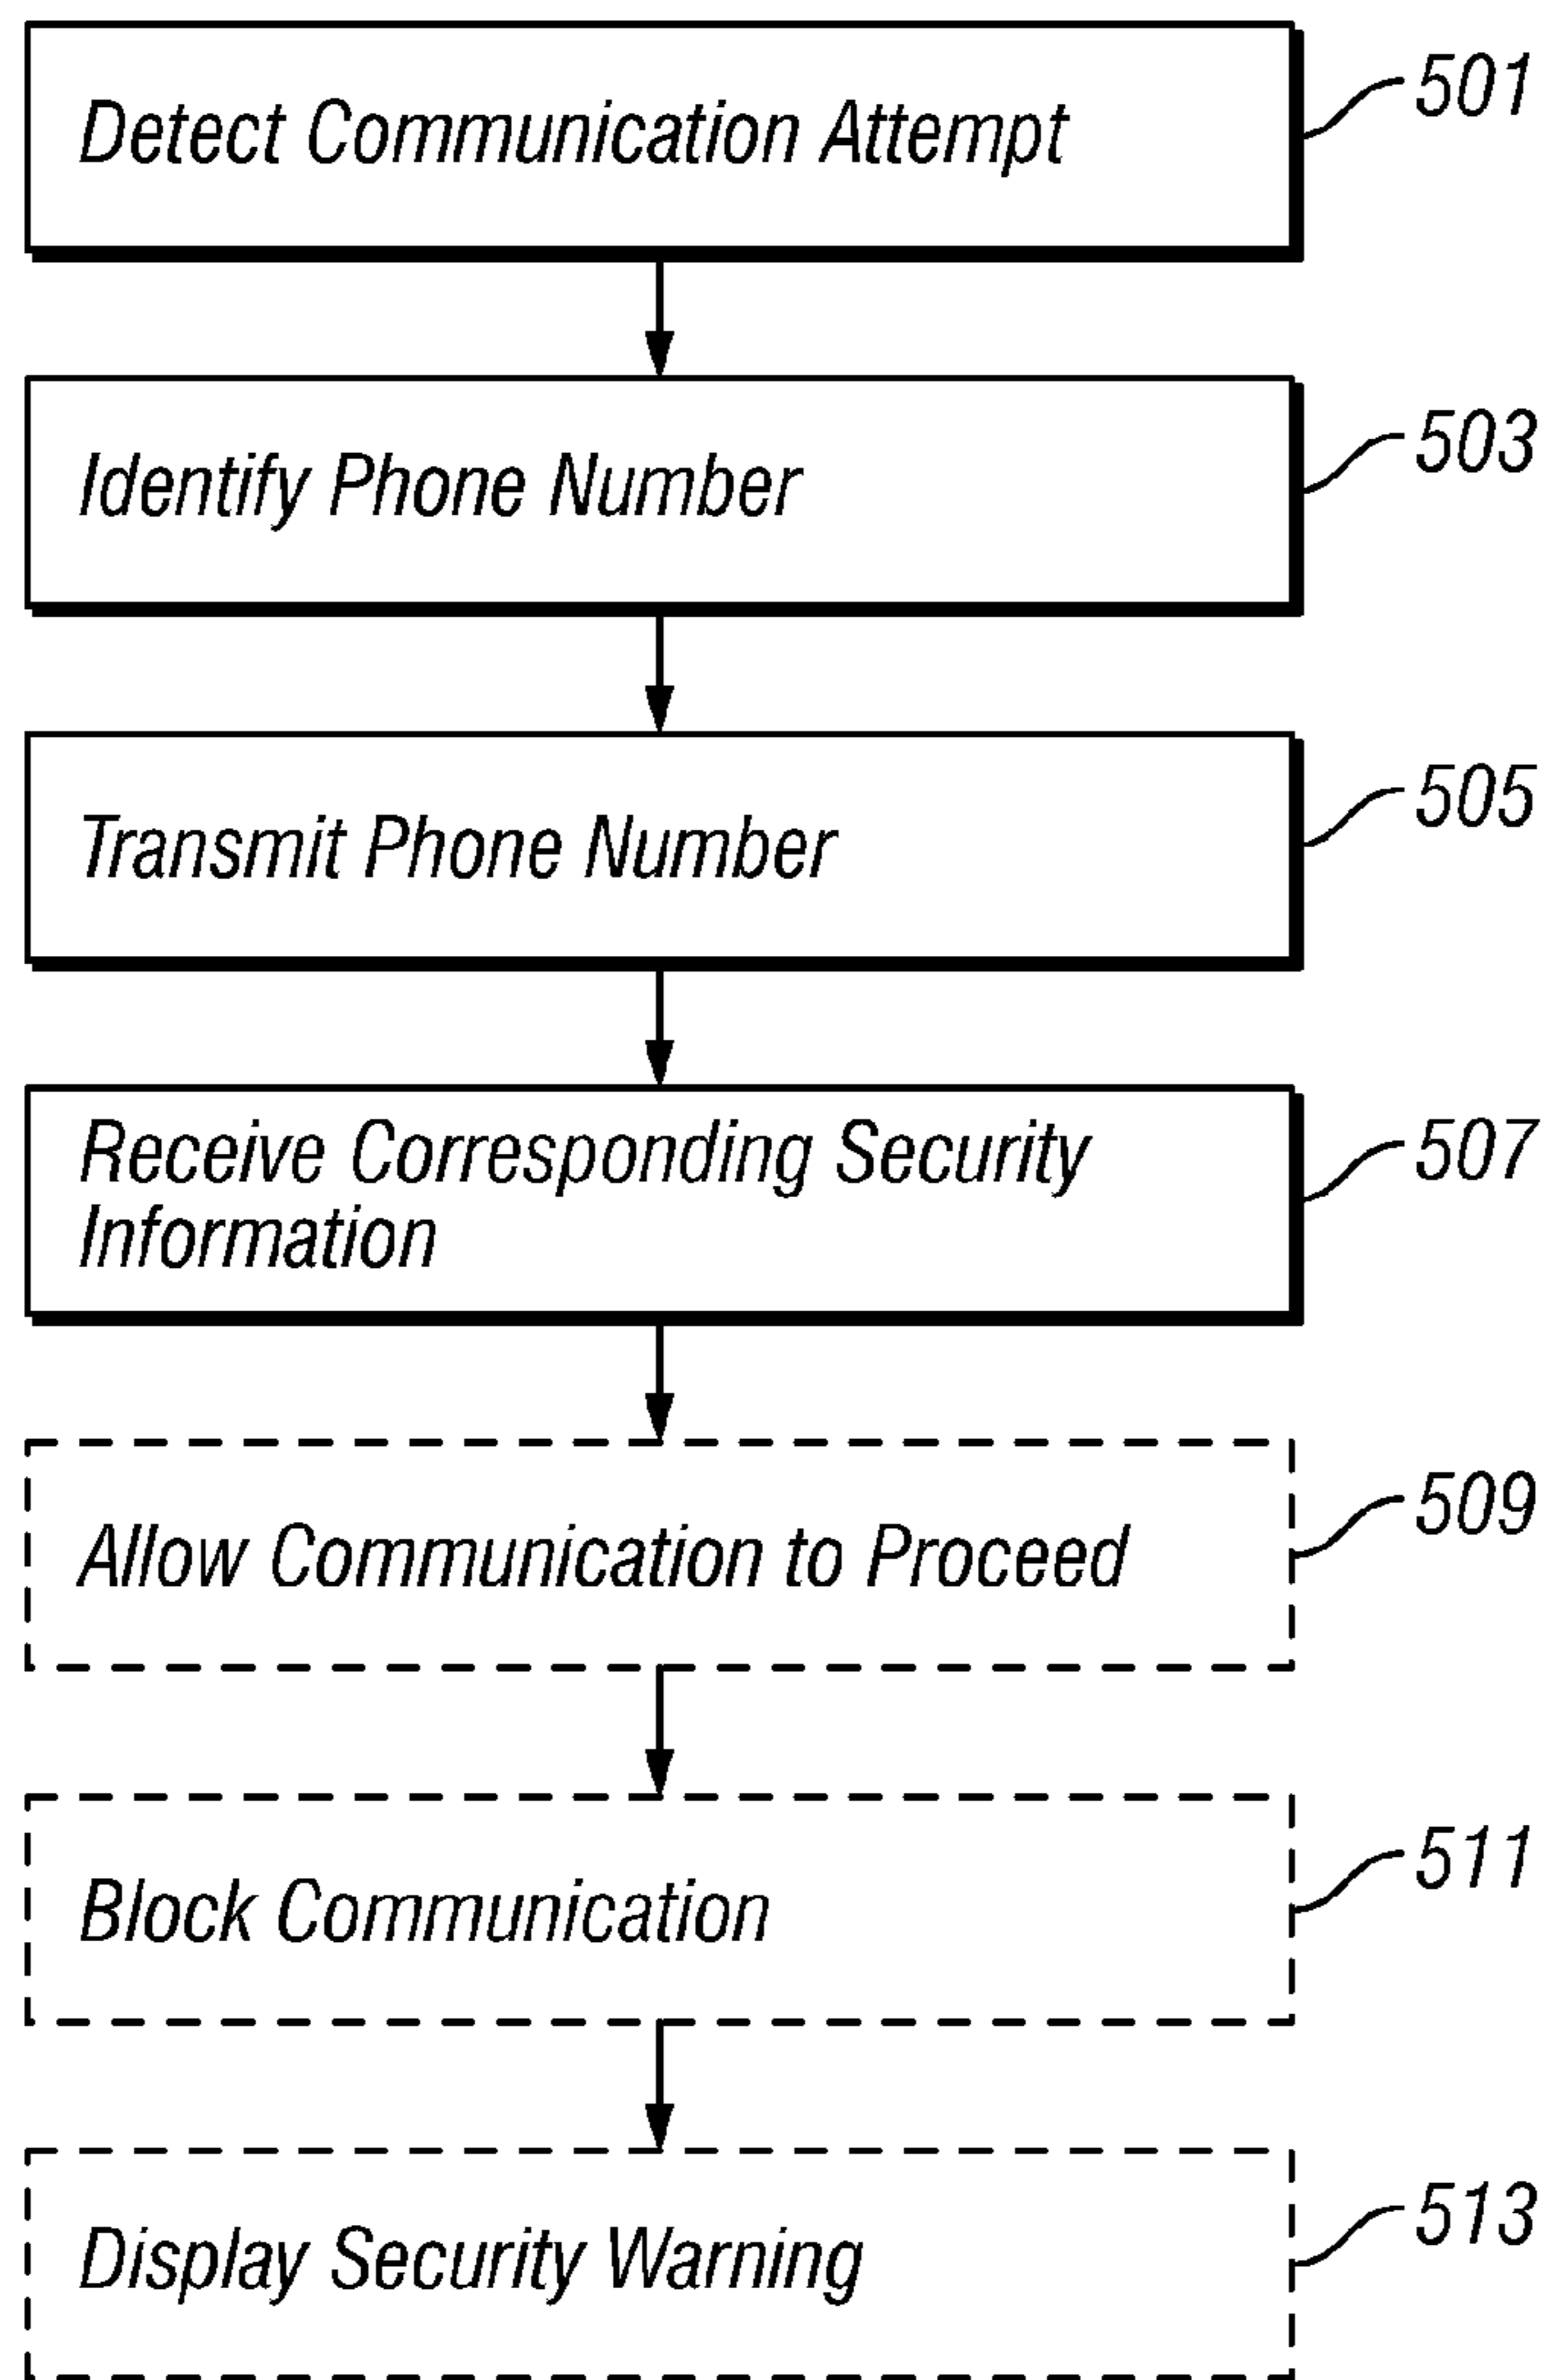 Detect Communication Attempt
501
Identify Phone Number
503
Transmit Phone Number
505
Receive Corresponding Security
Information
507
Allow Communication to Proceed
509
Block Communication
511
Display Security Warning
513